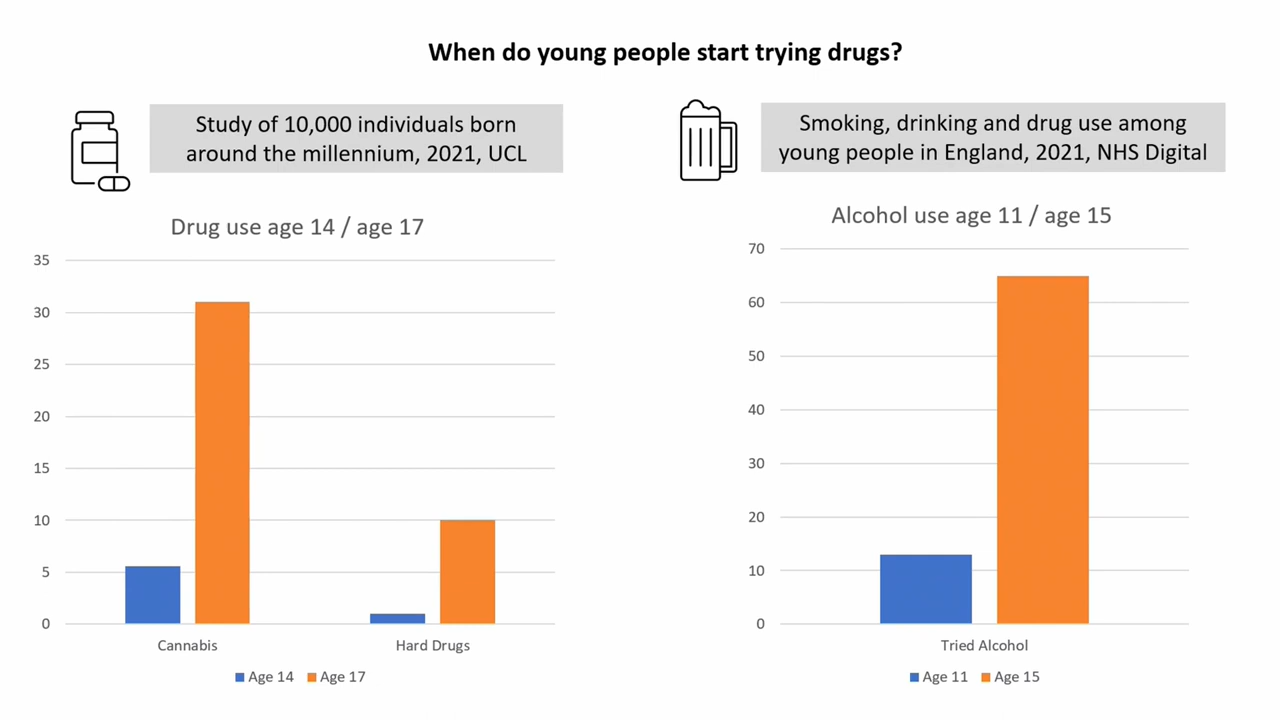 When do young people start trying drugs?
Study of 10,000 individuals born
around the millennium, 2021, UCL
Drug use age 14 / age 17
35
30
25
20
15
10
5
0
Cannabis
Hard Drugs
Age 14
Age 17
Smoking, drinking and drug use among
young people in England, 2021, NHS Digital
Alcohol use age 11 / age 15
70
60
50
40
30
20
10
0
Tried Alcohol
Age 11
Age 15